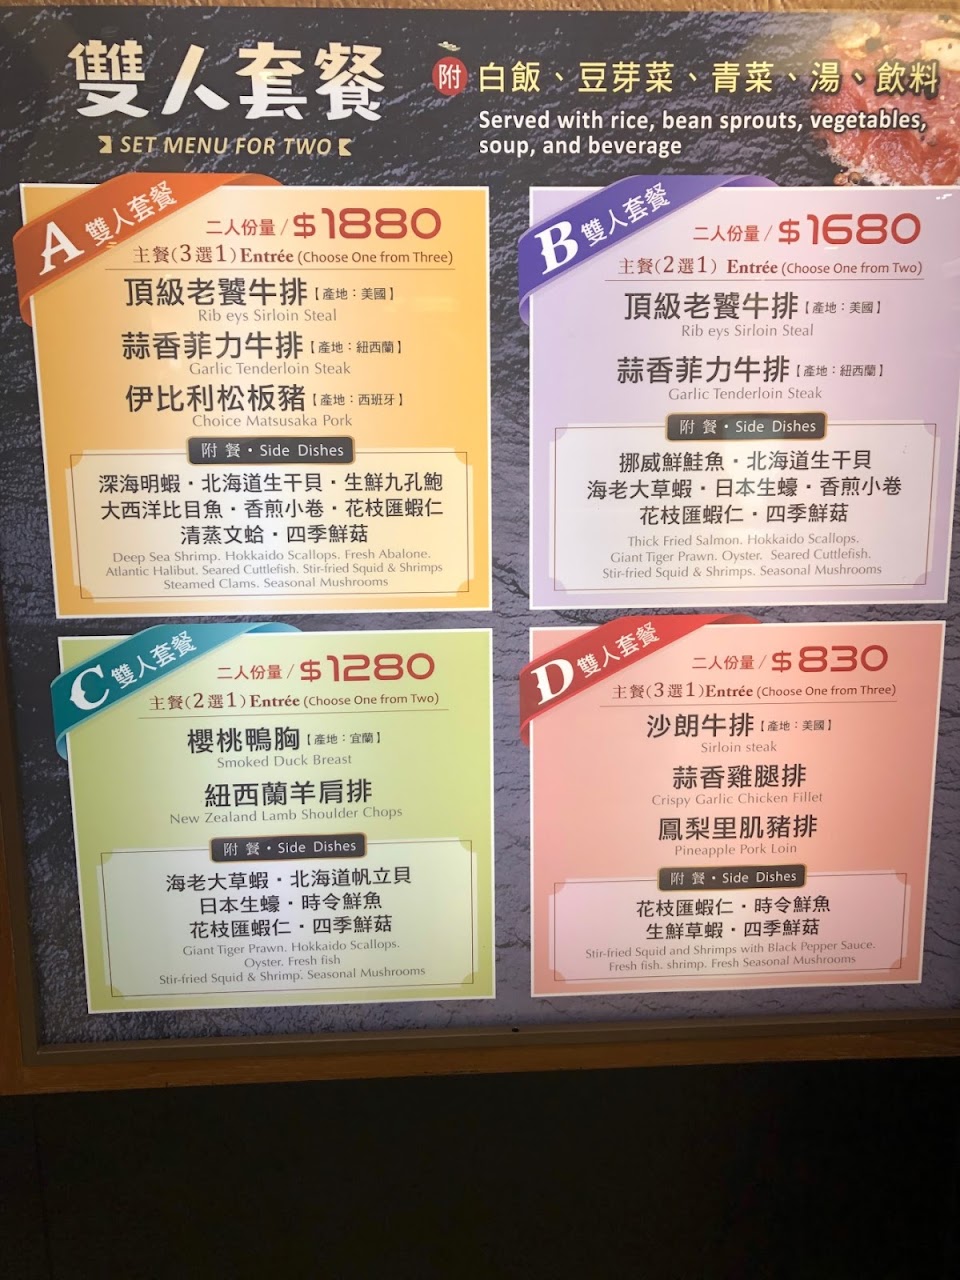 雙人套餐
SET MENU FOR TWO
附 白飯、豆芽菜、青菜、湯、飲料
Served with rice, bean sprouts, vegetables,
soup, and beverage
A 雙人套餐
二人份量/$1880
主餐(3選1)Entrée (Choose One from Three)
頂級老饕牛排【產地:美國】
Rib eys Sirloin Steal
蒜香菲力牛排【產地:紐西蘭】
Garlic Tenderloin Steak
伊比利松板豬【產地:西班牙】
Choice Matsusaka Pork
附 餐・Side Dishes
深海明蝦・北海道生干貝・生鮮九孔鮑
大西洋比目魚・香煎小卷・花枝匯蝦仁
清蒸文蛤・四季鮮菇
Deep Sea Shrimp. Hokkaido Scallops. Fresh Abalone.
Atlantic Halibut. Seared Cuttlefish. Stir-fried Squid & Shrimps
Steamed Clams. Seasonal Mushrooms
B 雙人套餐
二人份量/$1680
主餐(2選1) Entrée (Choose One from Two)
頂級老饕牛排【產地:美國】
Rib eys Sirloin Steal
蒜香菲力牛排【產地:紐西蘭】
Garlic Tenderloin Steak
附 餐・Side Dishes
挪威鮮鮭魚・北海道生干貝
海老大草蝦・日本生蠔・香煎小卷
花枝匯蝦仁・四季鮮菇
Thick Fried Salmon. Hokkaido Scallops.
Giant Tiger Prawn. Oyster. Seared Cuttlefish.
Stir-fried Squid & Shrimps. Seasonal Mushrooms
C 雙人套餐
二人份量/$1280
主餐(2選1)Entrée (Choose One from Two)
櫻桃鴨胸【產地:宜蘭】
Smoked Duck Breast
紐西蘭羊肩排
New Zealand Lamb Shoulder Chops
附 餐・Side Dishes
海老大草蝦・北海道帆立貝
日本生蠔・時令鮮魚
花枝匯蝦仁・四季鮮菇
Giant Tiger Prawn. Hokkaido Scallops.
Oyster. Fresh fish
Stir-fried Squid & Shrimp. Seasonal Mushrooms
D 雙人套餐
二人份量/$830
主餐(3選1)Entrée (Choose One from Three)
沙朗牛排【產地:美國】
Sirloin steak
蒜香雞腿排
Crispy Garlic Chicken Fillet
鳳梨里肌豬排
Pineapple Pork Loin
附 餐・Side Dishes
花枝匯蝦仁・時令鮮魚
生鮮草蝦・四季鮮菇
Stir-fried Squid and Shrimps with Black Pepper Sauce.
Fresh fish. shrimp. Fresh Seasonal Mushrooms